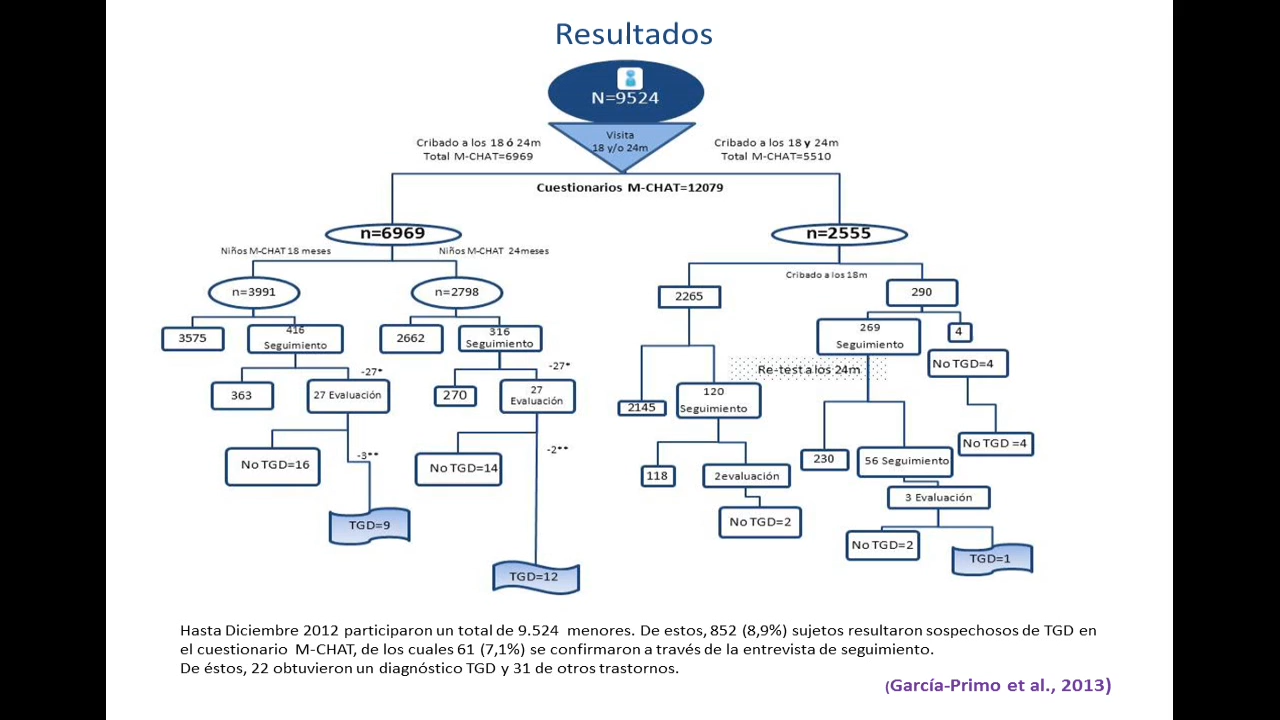 Resultados
N=9524
Visita
18 y/o 24m
Cribado a los 18 ó 24m
Total M-CHAT=6969
Cribado a los 18 y 24m
Total M-CHAT=5510
Cuestionarios M-CHAT=12079
n=6969
n=2555
Niños M-CHAT 18 meses
Niños M-CHAT 24meses
Cribado a los 18m
n=3991
n=2798
2265
290
3575
416
Seguimiento
2662
316
Seguimiento
269
Seguimiento
4
-27*
-27*
Re-test a los 24m
No TGD=4
363
27 Evaluación
270
27
Evaluación
2145
120
Seguimiento
No TGD=16
-3**
No TGD=14
-2**
118
2evaluación
230
56 Seguimiento
No TGD =4
3 Evaluación
TGD=9
No TGD=2
No TGD=2
TGD=1
TGD=12
Hasta Diciembre 2012 participaron un total de 9.524 menores. De estos, 852 (8,9%) sujetos resultaron sospechosos de TGD en
el cuestionario M-CHAT, de los cuales 61 (7,1%) se confirmaron a través de la entrevista de seguimiento.
De éstos, 22 obtuvieron un diagnóstico TGD y 31 de otros trastornos.
(García-Primo et al., 2013)